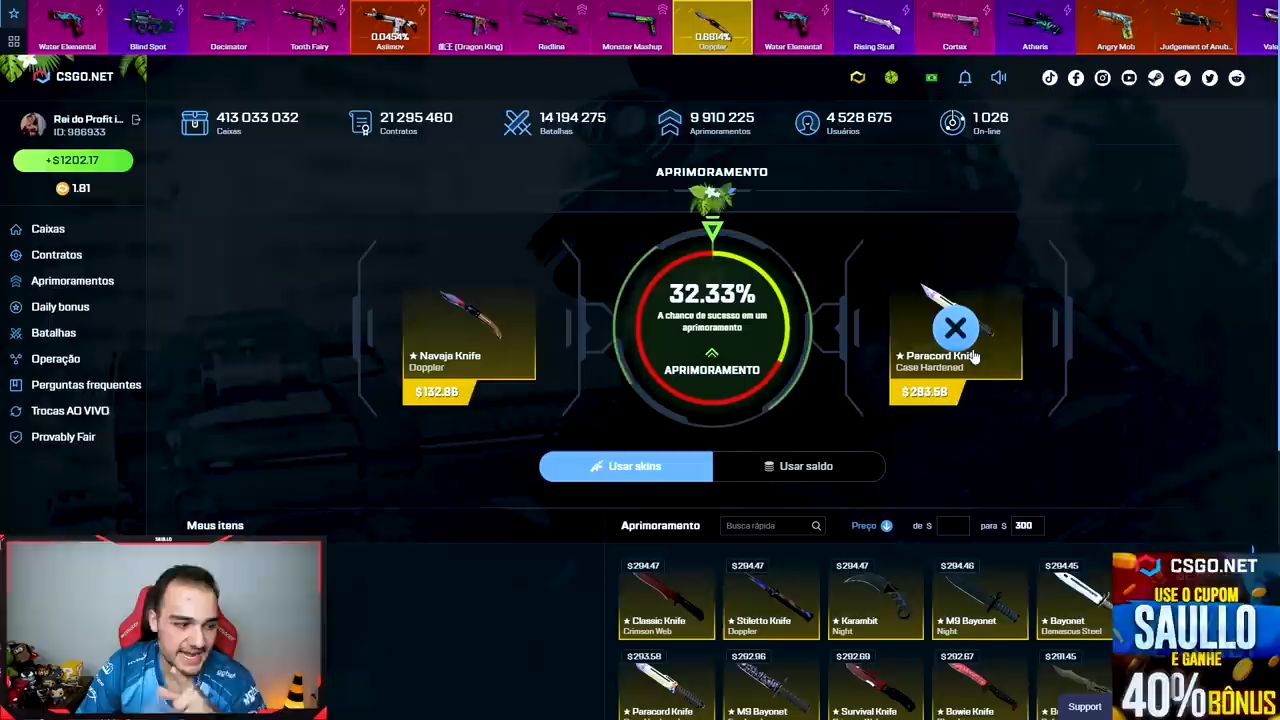 Water Elemental
Blind Spot
Decimator
Tooth Fairy
0.0454%
Asiimov
龍王 (Dragon King)
Redline
Monster Mashup
0.6614%
Doppler
Water Elemental
Rising Skull
Cortex
Atheris
Angry Mob
Judgement of Anub...
CSGO.NET
Rei do Profit i...
ID: 986933
+$1202.17
1.81
413 033 032
Caixas
21 295 460
Contratos
14 194 275
Batalhas
9 910 225
Aprimoramentos
4 528 675
Usuários
1 026
On-line
Caixas
Contratos
Aprimoramentos
Daily bonus
Batalhas
Operação
Perguntas frequentes
Trocas AO VIVO
Provably Fair
APRIMORAMENTO
★ Navaja Knife
Doppler
$132.86
32.33%
A chance de sucesso em um
aprimoramento
APRIMORAMENTO
★ Paracord Knife
Case Hardened
$293.58
Usar skins
Usar saldo
Meus itens
Aprimoramento
Busca rápida
Preço
de $
para $ 300
$294.47
★ Classic Knife
Crimson Web
$294.47
★ Stiletto Knife
Doppler
$294.47
★ Karambit
Night
$294.46
★ M9 Bayonet
Night
$294.45
★ Bayonet
Damascus Steel
$293.58
★ Paracord Knife
$292.96
★ M9 Bayonet
$292.69
★ Survival Knife
$292.67
★ Bowie Knife
$291.45
SAULLO
CSGO.NET
USE O CUPOM
SAULLO
E GANHE
40% BÔNUS
Support